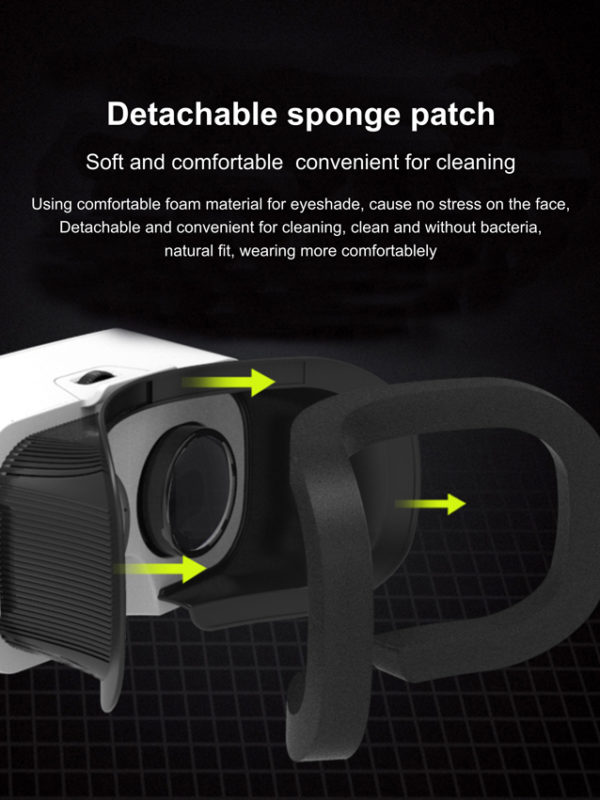 Detachable sponge patch
Soft and comfortable  convenient for cleaning
Using comfortable foam material for eyeshade, cause no stress on the face,
Detachable and convenient for cleaning, clean and without bacteria,
natural fit, wearing more comfortablely